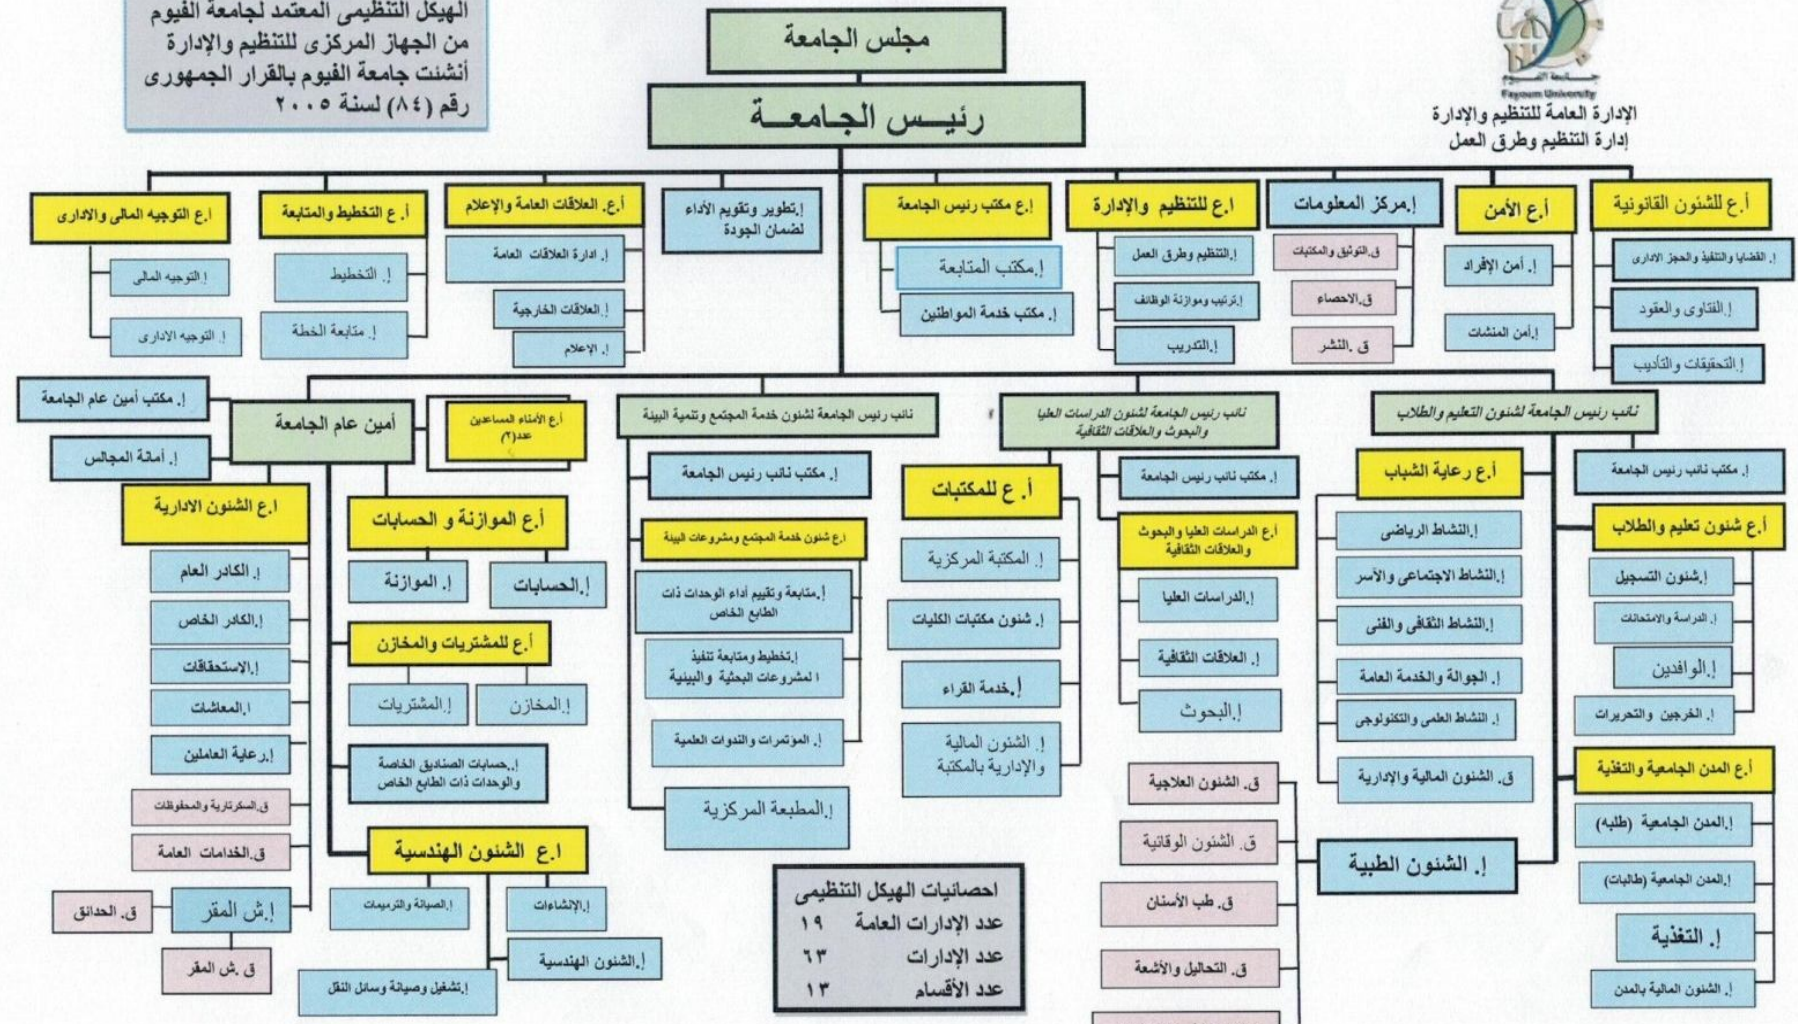 الهيكل التنظيمى المعتمد لجامعة الفيوم
من الجهاز المركزى للتنظيم والإدارة
أنشئت جامعة الفيوم بالقرار الجمهورى
رقم (٨٤) لسنة ٢٠٠٥
مجلس الجامعة
رئيــس الجـامعــة
جـامعة الفيـوم
Fayoum University
الإدارة العامة للتنظيم والإدارة
إدارة التنظيم وطرق العمل
أ.ع للشئون القانونية
إ. القضايا والتنفيذ والحجز الادارى
إ.الفتاوى والعقود
إ.التحقيقات والتأديب
أ.ع الأمن
إ. أمن الإفراد
إ.أمن المنشات
إ.مركز المعلومات
ق.التوثيق والمكتبات
ق.الاحصاء
ق .النشر
ا.ع للتنظيم والإدارة
إ.التنظيم وطرق العمل
إ.ترتيب وموازنة الوظائف
إ.التدريب
إ.ع مكتب رئيس الجامعة
إ.مكتب المتابعة
إ. مكتب خدمة المواطنين
إ.تطوير وتقويم الأداء
لضمان الجودة
أ.ع. العلاقات العامة والإعلام
إ. ادارة العلاقات العامة
إ.العلاقات الخارجية
إ. الإعلام
أ. ع التخطيط والمتابعة
إ. التخطيط
إ. متابعة الخطة
أ.ع التوجيه المالى والادارى
إ.التوجيه المالى
إ. التوجيه الادارى
نائب رئيس الجامعة لشئون التعليم والطلاب
إ. مكتب نائب رئيس الجامعة
أ.ع شئون تعليم والطلاب
إ.شئون التسجيل
إ. الدراسة والامتحانات
إ.الوافدين
إ. الخرجين والتحريرات
أ.ع المدن الجامعية والتغذية
إ.المدن الجامعية (طلبه)
إ.المدن الجامعية (طالبات)
إ. التغذية
إ. الشئون المالية بالمدن
أ.ع رعاية الشباب
إ.النشاط الرياضى
إ.النشاط الاجتماعى والآسر
إ.النشاط الثقافى والفنى
إ. الجوالة والخدمة العامة
إ. النشاط العلمى والتكنولوجى
ق. الشئون المالية والإدارية
إ. الشئون الطبية
ق. الشئون العلاجية
ق. الشئون الوقائية
ق. طب الأسنان
ق. التحاليل والأشعة
نائب رئيس الجامعة لشئون الدراسات العليا
والبحوث والعلاقات الثقافية
إ. مكتب نائب رئيس الجامعة
أ.ع الدراسات العليا والبحوث
والعلاقات الثقافية
إ.الدراسات العليا
إ. العلاقات الثقافية
إ.البحوث
أ. ع للمكتبات
إ. المكتبة المركزية
إ. شئون مكتبات الكليات
أ.خدمة القراء
إ. الشئون المالية
والإدارية بالمكتبة
نائب رئيس الجامعة لشئون خدمة المجتمع وتنمية البيئة
إ. مكتب نائب رئيس الجامعة
ا.ع شئون خدمة المجتمع ومشروعات البيئة
إ.متابعة وتقييم أداء الوحدات ذات
الطابع الخاص
إ.تخطيط ومتابعة تنفيذ
المشروعات البحثية والبيئية
إ. المؤتمرات والندوات العلمية
إ.المطبعة المركزية
أمين عام الجامعة
أ.ع الأمناء المساعدين
عدد(٢)
إ. مكتب أمين عام الجامعة
إ. أمانة المجالس
ا.ع الشئون الادارية
إ. الكادر العام
إ.الكادر الخاص
إ.الاستحقاقات
ا.المعاشات
إ.رعاية العاملين
ق.السكرتارية والمحفوظات
ق.الخدامات العامة
إ.ش المقر
ق. الحدائق
ق .ش المقر
أ.ع الموازنة و الحسابات
إ. الموازنة
إ.الحسابات
أ.ع للمشتريات والمخازن
إ.المشتريات
إ.المخازن
إ..حسابات الصناديق الخاصة
والوحدات ذات الطابع الخاص
ا.ع الشئون الهندسية
إ.الصيانة والترميمات
إ.الإنشاءات
إ.الشئون الهندسية
إ.تشغيل وصيانة وسائل النقل
احصائيات الهيكل التنظيمى
عدد الإدارات العامة ١٩
عدد الإدارات ٦٣
عدد الأقسام ١٣